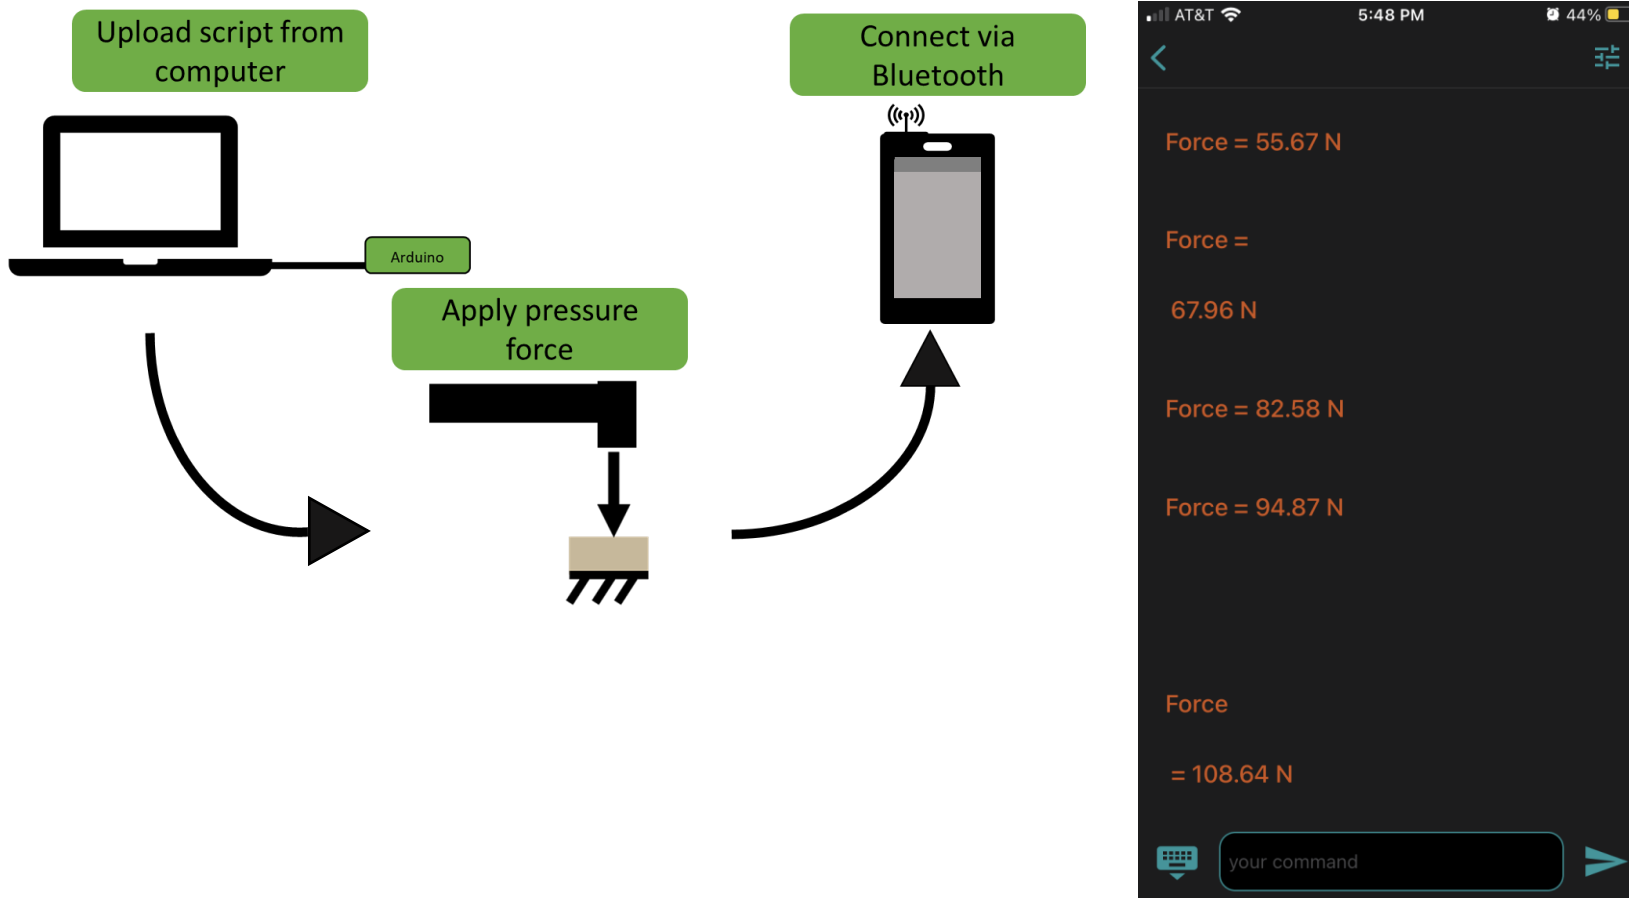 Upload script from
computer
Arduino
Apply pressure
force
Connect via
Bluetooth
AT&T 5:48 PM 44%
Force = 55.67 N
Force =
67.96 N
Force = 82.58 N
Force = 94.87 N
Force
= 108.64 N
your command